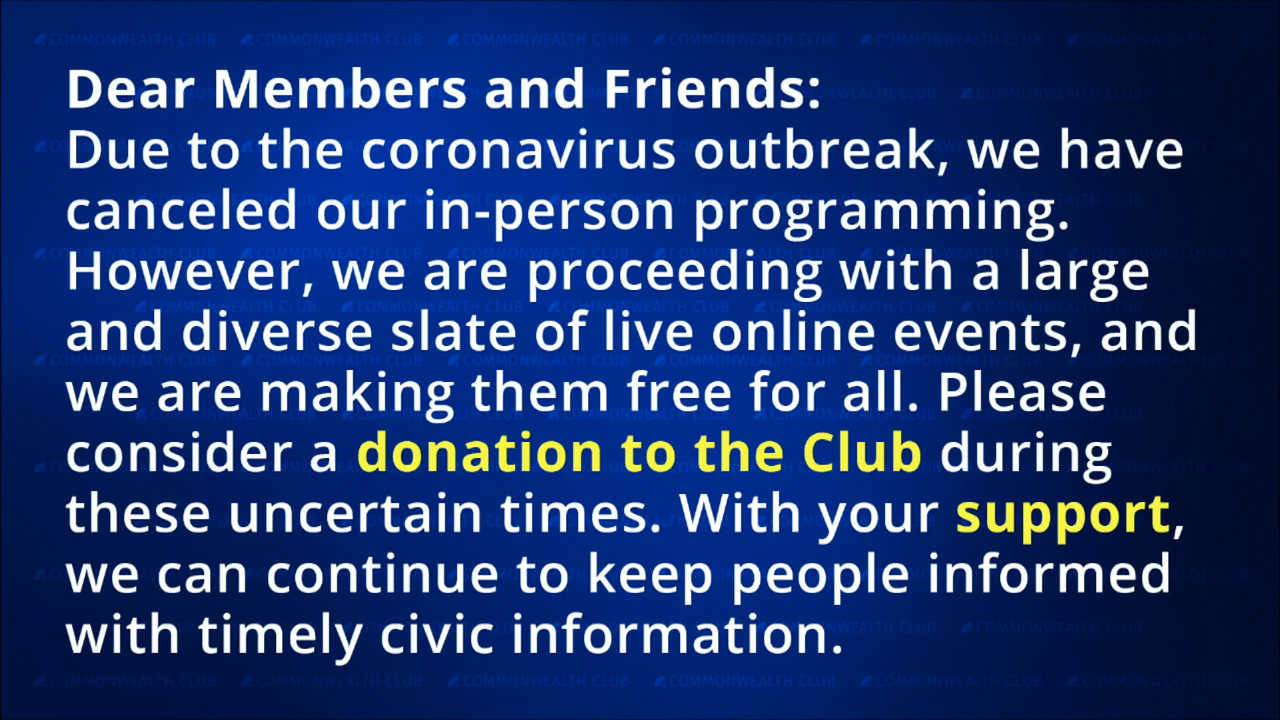 Dear Members and Friends:
Due to the coronavirus outbreak, we have
canceled our in-person programming.
However, we are proceeding with a large
and diverse slate of live online events, and
we are making them free for all. Please
consider a donation to the Club during
these uncertain times. With your support,
we can continue to keep people informed
with timely civic information.
COMMONWEALTH CLUB